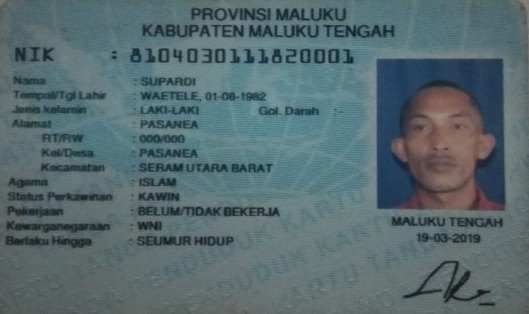 PROVINSI MALUKU
KABUPATEN MALUKU TENGAH
NIK : 8104030111820001
Nama : SUPARDI
Tempat/Tgl Lahir : WAETELE, 01-08-1982
Jenis kelamin : LAKI-LAKI Gol. Darah : -
Alamat : PASANEA
RT/RW : 000/000
Kel/Desa : PASANEA
Kecamatan : SERAM UTARA BARAT
Agama : ISLAM
Status Perkawinan : KAWIN
Pekerjaan : BELUM/TIDAK BEKERJA
Kewarganegaraan : WNI
Berlaku Hingga : SEUMUR HIDUP
MALUKU TENGAH
19-03-2019